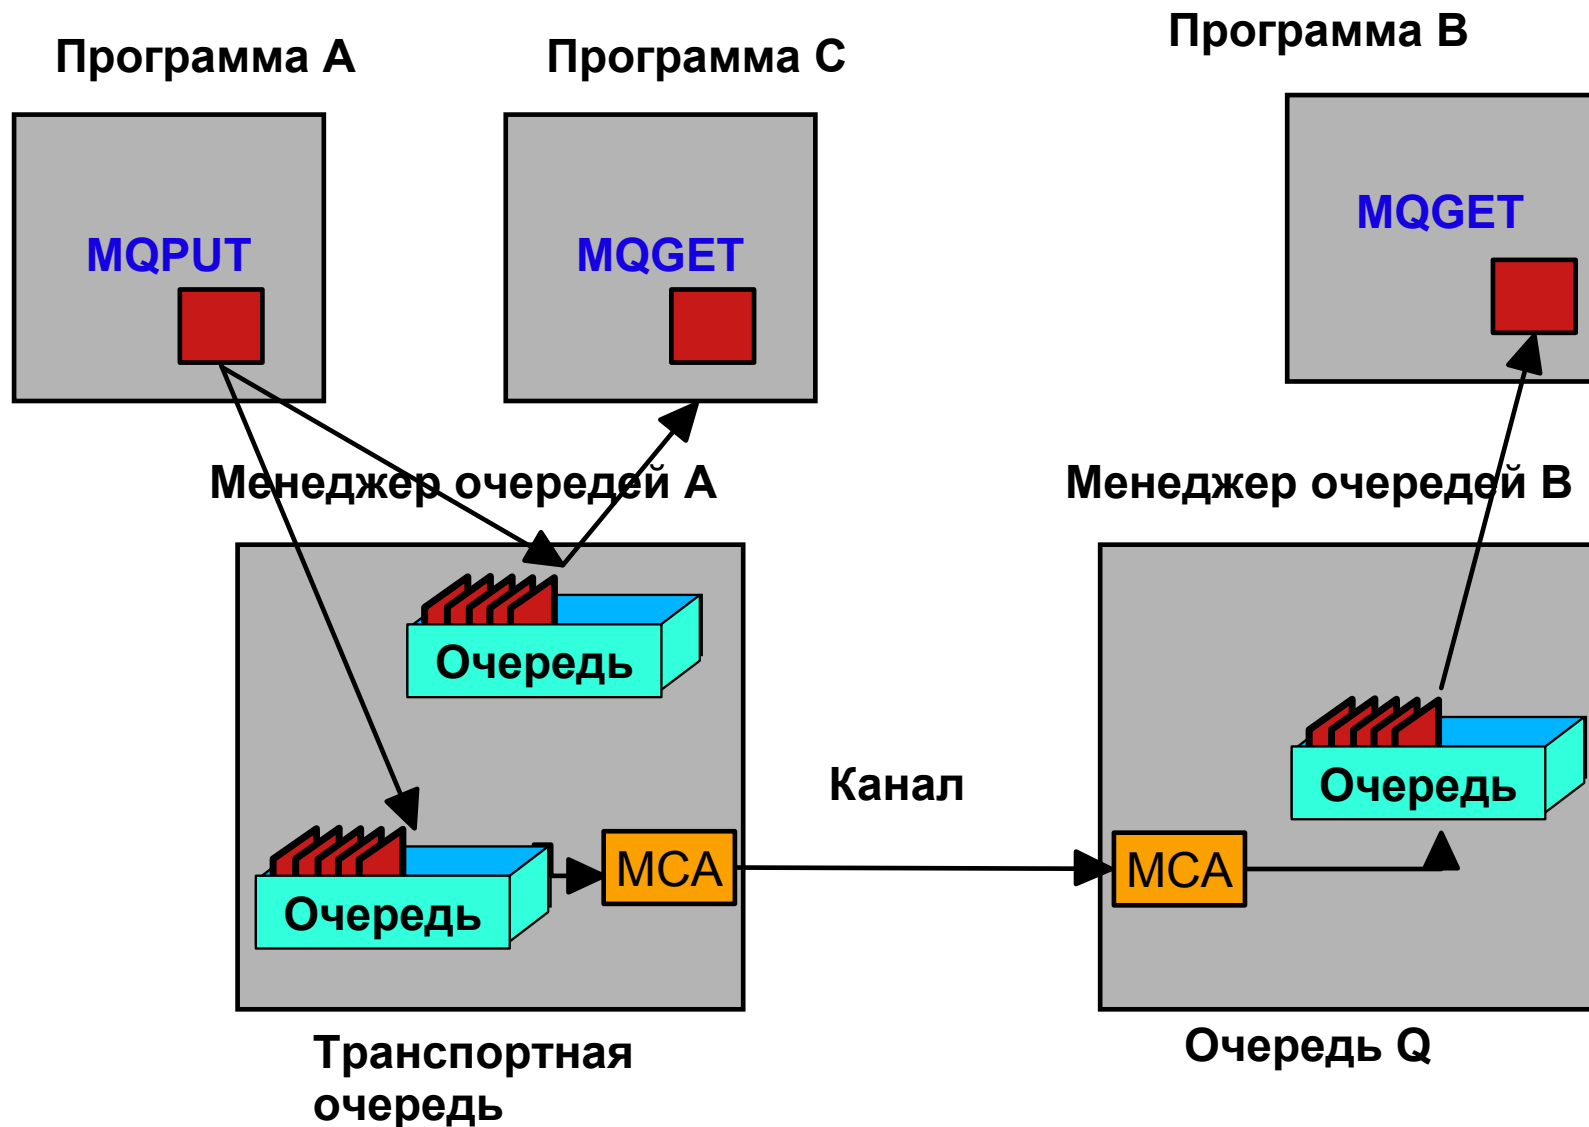 Программа A
Программа C
Программа B
MQPUT
MQGET
MQGET
Менеджер очередей A
Менеджер очередей B
Очередь
Очередь
Канал
MCA
MCA
Очередь
Транспортная
очередь
Очередь Q